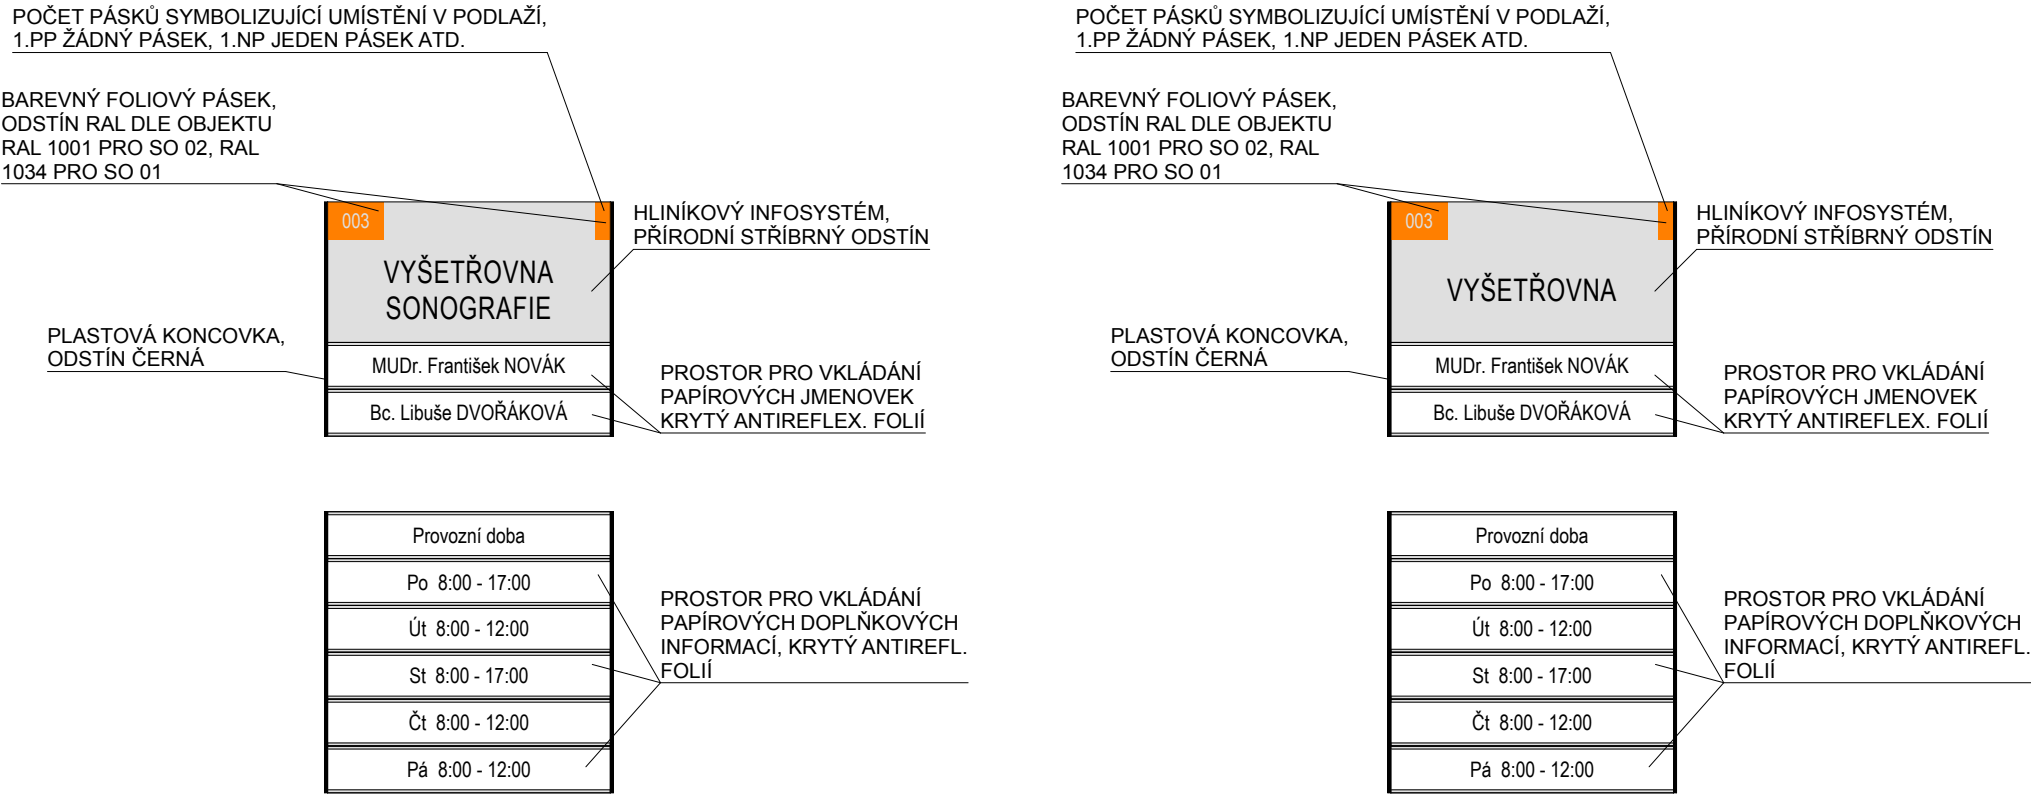 POČET PÁSKŮ SYMBOLIZUJÍCÍ UMÍSTĚNÍ V PODLAŽÍ,
1.PP ŽÁDNÝ PÁSEK, 1.NP JEDEN PÁSEK ATD.
BAREVNÝ FOLIOVÝ PÁSEK,
ODSTÍN RAL DLE OBJEKTU
RAL 1001 PRO SO 02, RAL
1034 PRO SO 01
003
VYŠETŘOVNA
SONOGRAFIE
HLINÍKOVÝ INFOSYSTÉM,
PŘÍRODNÍ STŘÍBRNÝ ODSTÍN
PLASTOVÁ KONCOVKA,
ODSTÍN ČERNÁ
MUDr. František NOVÁK
Bc. Libuše DVOŘÁKOVÁ
PROSTOR PRO VKLÁDÁNÍ
PAPÍROVÝCH JMENOVEK
KRYTÝ ANTIREFLEX. FOLIÍ
Provozní doba
Po 8:00 - 17:00
Út 8:00 - 12:00
St 8:00 - 17:00
Čt 8:00 - 12:00
Pá 8:00 - 12:00
PROSTOR PRO VKLÁDÁNÍ
PAPÍROVÝCH DOPLŇKOVÝCH
INFORMACÍ, KRYTÝ ANTIREFL.
FOLIÍ
POČET PÁSKŮ SYMBOLIZUJÍCÍ UMÍSTĚNÍ V PODLAŽÍ,
1.PP ŽÁDNÝ PÁSEK, 1.NP JEDEN PÁSEK ATD.
BAREVNÝ FOLIOVÝ PÁSEK,
ODSTÍN RAL DLE OBJEKTU
RAL 1001 PRO SO 02, RAL
1034 PRO SO 01
003
VYŠETŘOVNA
HLINÍKOVÝ INFOSYSTÉM,
PŘÍRODNÍ STŘÍBRNÝ ODSTÍN
PLASTOVÁ KONCOVKA,
ODSTÍN ČERNÁ
MUDr. František NOVÁK
Bc. Libuše DVOŘÁKOVÁ
PROSTOR PRO VKLÁDÁNÍ
PAPÍROVÝCH JMENOVEK
KRYTÝ ANTIREFLEX. FOLIÍ
Provozní doba
Po 8:00 - 17:00
Út 8:00 - 12:00
St 8:00 - 17:00
Čt 8:00 - 12:00
Pá 8:00 - 12:00
PROSTOR PRO VKLÁDÁNÍ
PAPÍROVÝCH DOPLŇKOVÝCH
INFORMACÍ, KRYTÝ ANTIREFL.
FOLIÍ